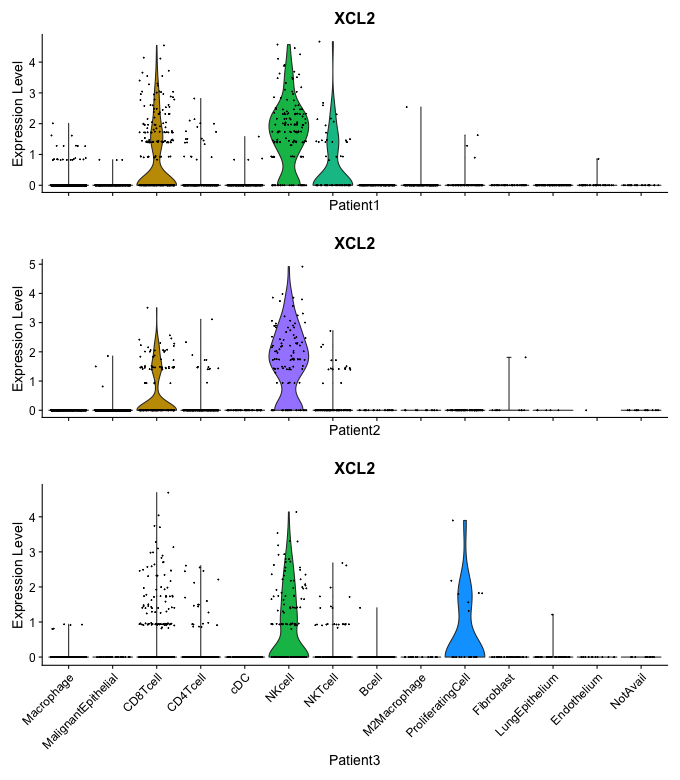 XCL2
Expression Level
4
3
2
1
0
Patient1
XCL2
Expression Level
5
4
3
2
1
0
Patient2
XCL2
Expression Level
4
3
2
1
0
Macrophage
MalignantEpithelial
CD8Tcell
CD4Tcell
cDC
NKcell
NKTcell
Bcell
M2Macrophage
ProliferatingCell
Fibroblast
LungEpithelium
Endothelium
NotAvail
Patient3